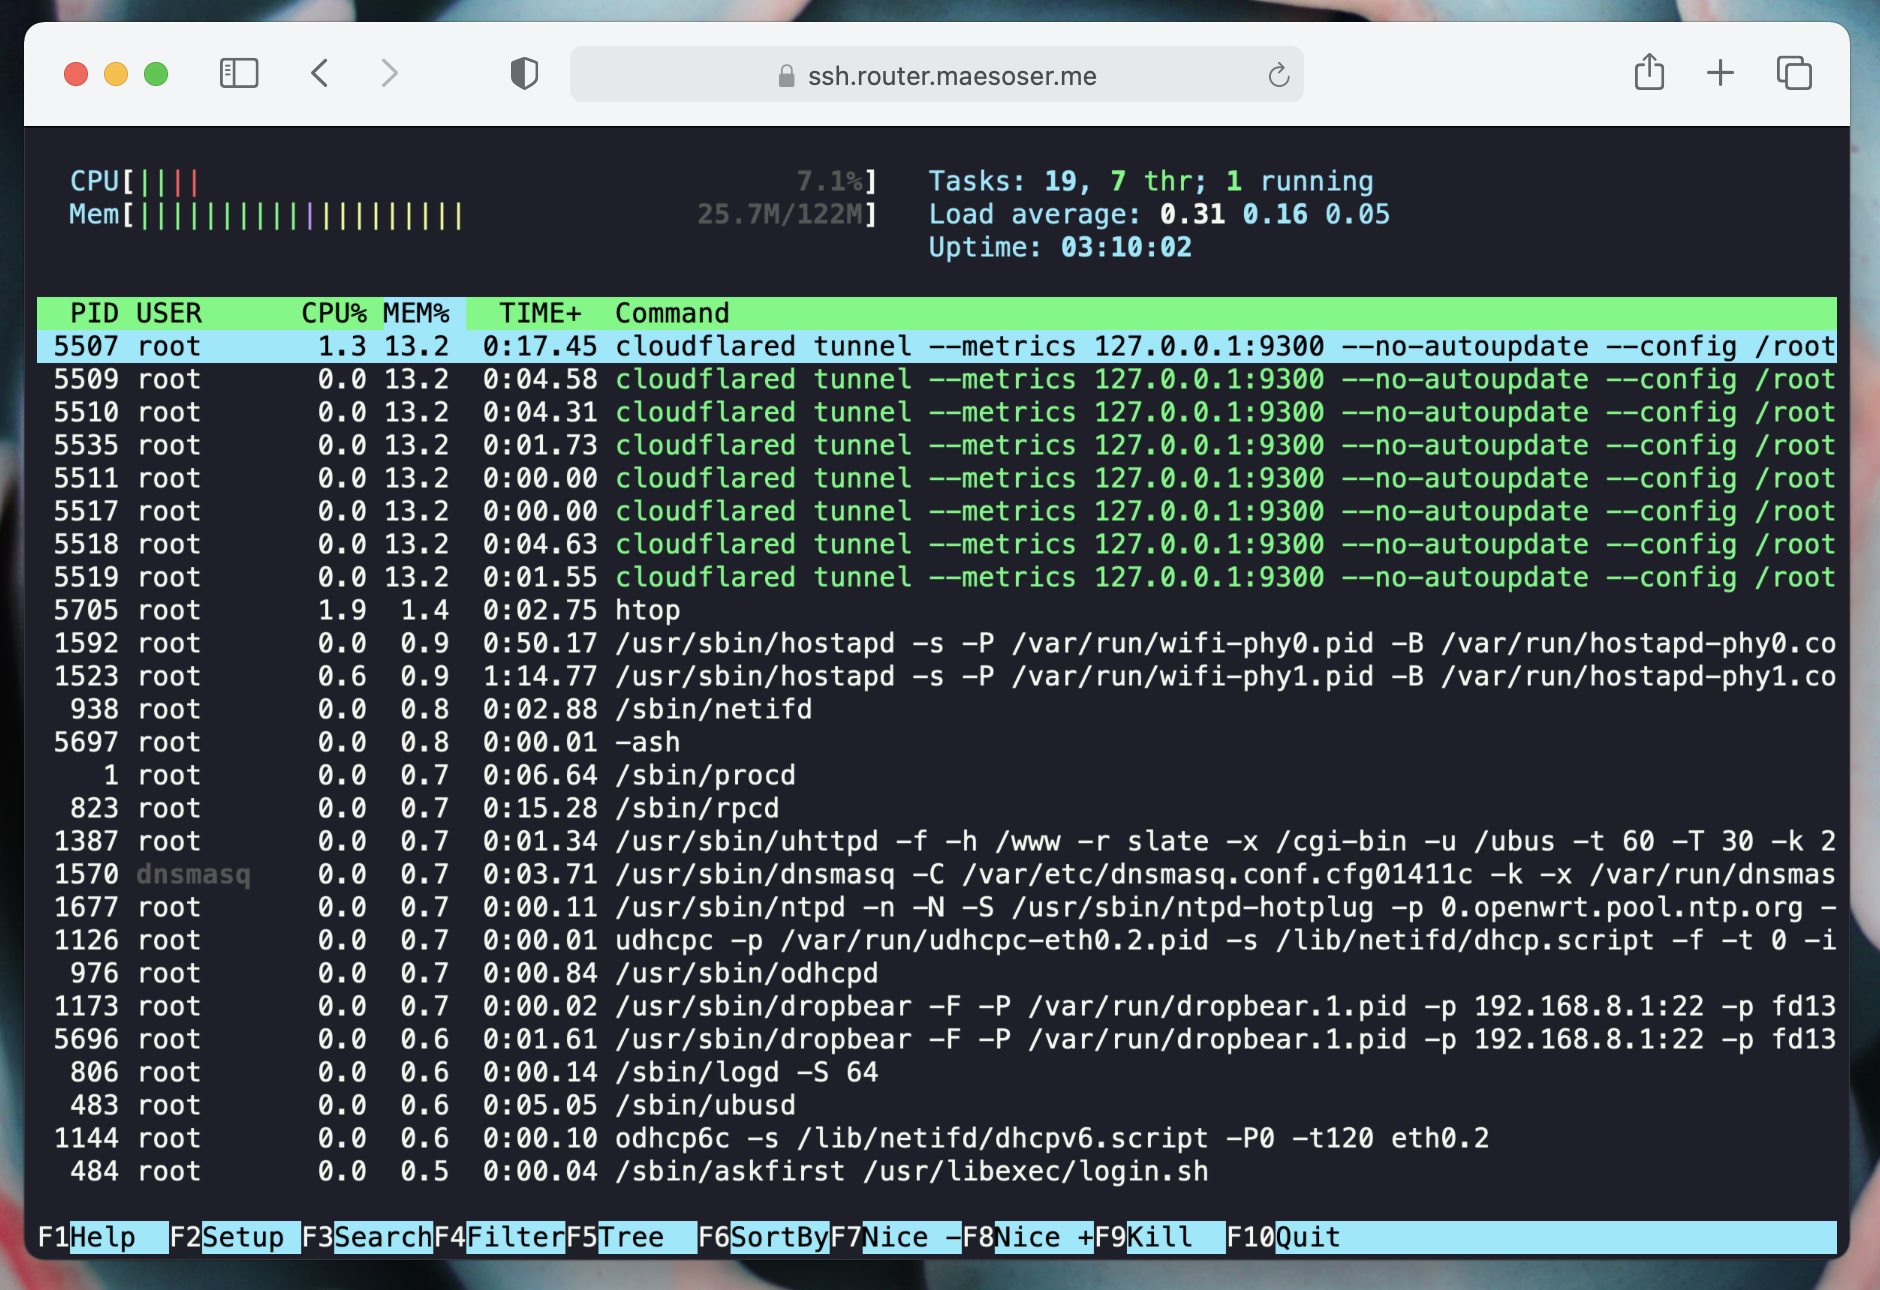 ssh.router.maesoser.me
CPU[|||| 7.1%] Tasks: 19, 7 thr; 1 running
Mem[|||||||||||||||||||| 25.7M/122M] Load average: 0.31 0.16 0.05
Uptime: 03:10:02
PID USER CPU% MEM% TIME+ Command
5507 root 1.3 13.2 0:17.45 cloudflared tunnel --metrics 127.0.0.1:9300 --no-autoupdate --config /root
5509 root 0.0 13.2 0:04.58 cloudflared tunnel --metrics 127.0.0.1:9300 --no-autoupdate --config /root
5510 root 0.0 13.2 0:04.31 cloudflared tunnel --metrics 127.0.0.1:9300 --no-autoupdate --config /root
5535 root 0.0 13.2 0:01.73 cloudflared tunnel --metrics 127.0.0.1:9300 --no-autoupdate --config /root
5511 root 0.0 13.2 0:00.00 cloudflared tunnel --metrics 127.0.0.1:9300 --no-autoupdate --config /root
5517 root 0.0 13.2 0:00.00 cloudflared tunnel --metrics 127.0.0.1:9300 --no-autoupdate --config /root
5518 root 0.0 13.2 0:04.63 cloudflared tunnel --metrics 127.0.0.1:9300 --no-autoupdate --config /root
5519 root 0.0 13.2 0:01.55 cloudflared tunnel --metrics 127.0.0.1:9300 --no-autoupdate --config /root
5705 root 1.9 1.4 0:02.75 htop
1592 root 0.0 0.9 0:50.17 /usr/sbin/hostapd -s -P /var/run/wifi-phy0.pid -B /var/run/hostapd-phy0.co
1523 root 0.6 0.9 1:14.77 /usr/sbin/hostapd -s -P /var/run/wifi-phy1.pid -B /var/run/hostapd-phy1.co
938 root 0.0 0.8 0:02.88 /sbin/netifd
5697 root 0.0 0.8 0:00.01 -ash
1 root 0.0 0.7 0:06.64 /sbin/procd
823 root 0.0 0.7 0:15.28 /sbin/rpcd
1387 root 0.0 0.7 0:01.34 /usr/sbin/uhttpd -f -h /www -r slate -x /cgi-bin -u /ubus -t 60 -T 30 -k 2
1570 dnsmasq 0.0 0.7 0:03.71 /usr/sbin/dnsmasq -C /var/etc/dnsmasq.conf.cfg01411c -k -x /var/run/dnsmas
1677 root 0.0 0.7 0:00.11 /usr/sbin/ntpd -n -N -S /usr/sbin/ntpd-hotplug -p 0.openwrt.pool.ntp.org -
1126 root 0.0 0.7 0:00.01 udhcpc -p /var/run/udhcpc-eth0.2.pid -s /lib/netifd/dhcp.script -f -t 0 -i
976 root 0.0 0.7 0:00.84 /usr/sbin/odhcpd
1173 root 0.0 0.7 0:00.02 /usr/sbin/dropbear -F -P /var/run/dropbear.1.pid -p 192.168.8.1:22 -p fd13
5696 root 0.0 0.6 0:01.61 /usr/sbin/dropbear -F -P /var/run/dropbear.1.pid -p 192.168.8.1:22 -p fd13
806 root 0.0 0.6 0:00.14 /sbin/logd -S 64
483 root 0.0 0.6 0:05.05 /sbin/ubusd
1144 root 0.0 0.6 0:00.10 odhcp6c -s /lib/netifd/dhcpv6.script -P0 -t120 eth0.2
484 root 0.0 0.5 0:00.04 /sbin/askfirst /usr/libexec/login.sh
F1Help F2Setup F3SearchF4FilterF5Tree F6SortByF7Nice -F8Nice +F9Kill F10Quit